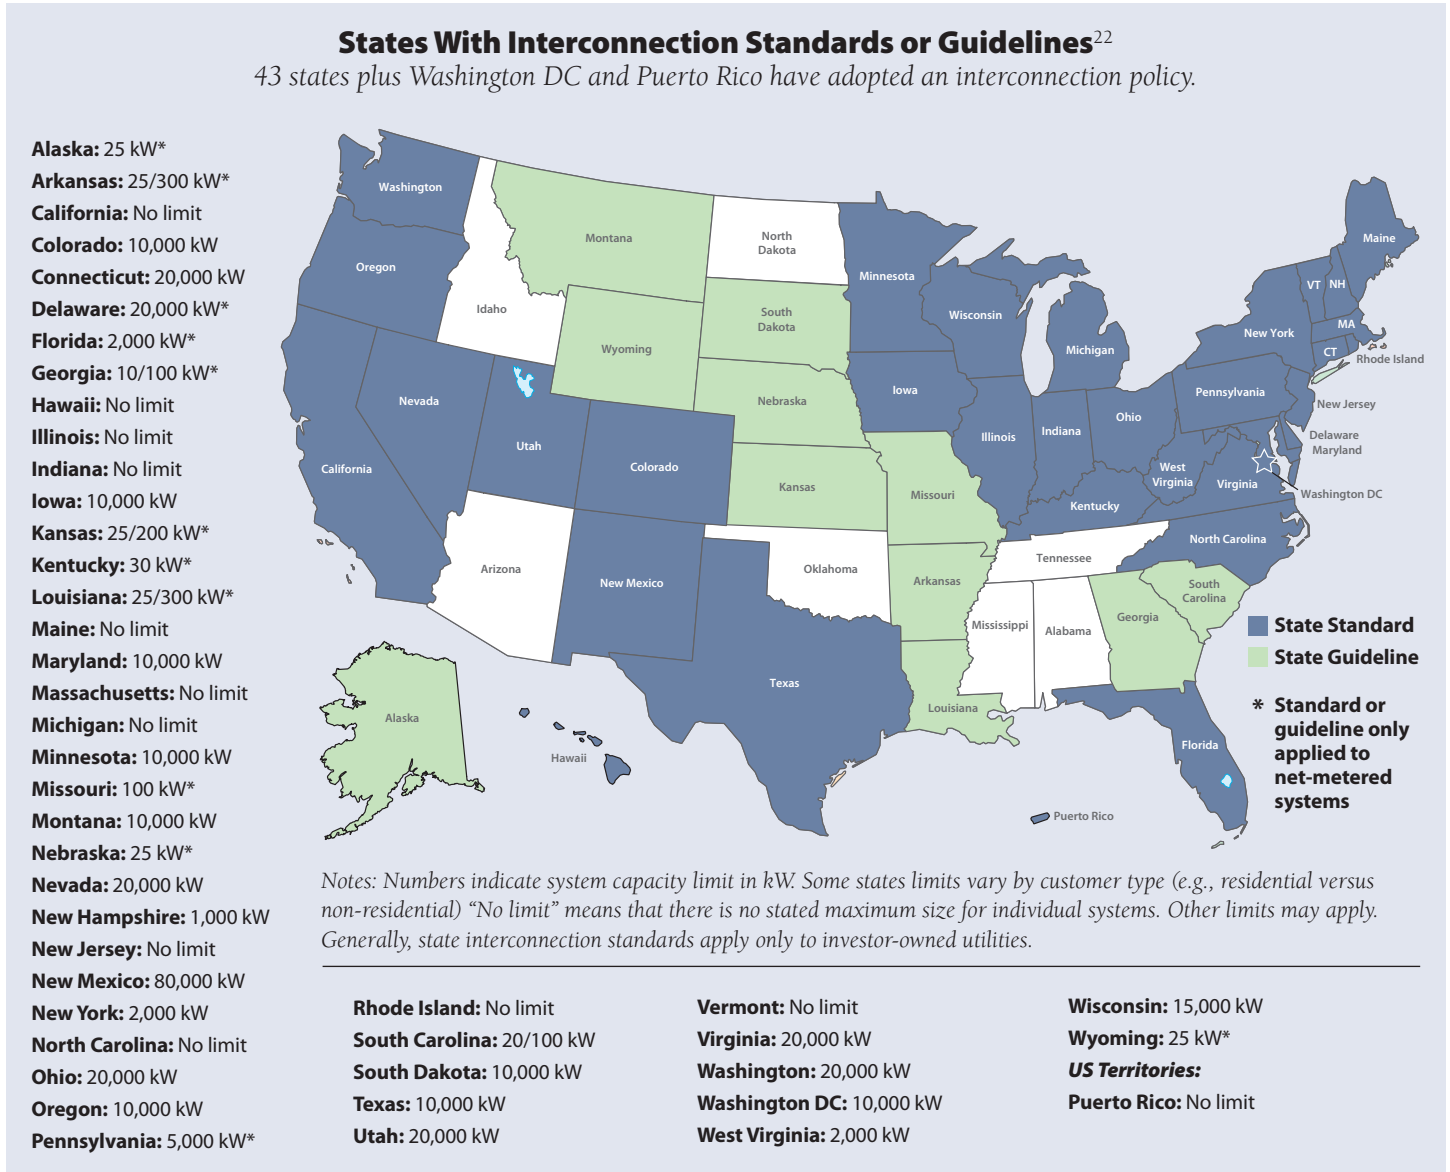 States With Interconnection Standards or Guidelines22
43 states plus Washington DC and Puerto Rico have adopted an interconnection policy.
Alaska: 25 kW*
Arkansas: 25/300 kW*
California: No limit
Colorado: 10,000 kW
Connecticut: 20,000 kW
Delaware: 20,000 kW*
Florida: 2,000 kW*
Georgia: 10/100 kW*
Hawaii: No limit
Illinois: No limit
Indiana: No limit
Iowa: 10,000 kW
Kansas: 25/200 kW*
Kentucky: 30 kW*
Louisiana: 25/300 kW*
Maine: No limit
Maryland: 10,000 kW
Massachusetts: No limit
Michigan: No limit
Minnesota: 10,000 kW
Missouri: 100 kW*
Montana: 10,000 kW
Nebraska: 25 kW*
Nevada: 20,000 kW
New Hampshire: 1,000 kW
New Jersey: No limit
New Mexico: 80,000 kW
New York: 2,000 kW
North Carolina: No limit
Ohio: 20,000 kW
Oregon: 10,000 kW
Pennsylvania: 5,000 kW*
Washington
Oregon
Idaho
Montana
North
Dakota
South
Dakota
Wyoming
Nebraska
Minnesota
Wisconsin
Michigan
Iowa
Nevada
Utah
California
Colorado
Kansas
Missouri
Illinois
Indiana
Ohio
Kentucky
West
Virginia
Virginia
Pennsylvania
New York
VT
NH
Maine
MA
CT
Rhode Island
New Jersey
Delaware
Maryland
Washington DC
North Carolina
Tennessee
South
Carolina
Georgia
Alabama
Mississippi
Arkansas
Louisiana
Oklahoma
Arizona
New Mexico
Texas
Florida
Alaska
Hawaii
Puerto Rico
State Standard
State Guideline
* Standard or
guideline only
applied to
net-metered
systems
Notes: Numbers indicate system capacity limit in kW. Some states limits vary by customer type (e.g., residential versus
non-residential) “No limit” means that there is no stated maximum size for individual systems. Other limits may apply.
Generally, state interconnection standards apply only to investor-owned utilities.
Rhode Island: No limit
South Carolina: 20/100 kW
South Dakota: 10,000 kW
Texas: 10,000 kW
Utah: 20,000 kW
Vermont: No limit
Virginia: 20,000 kW
Washington: 20,000 kW
Washington DC: 10,000 kW
West Virginia: 2,000 kW
Wisconsin: 15,000 kW
Wyoming: 25 kW*
US Territories:
Puerto Rico: No limit